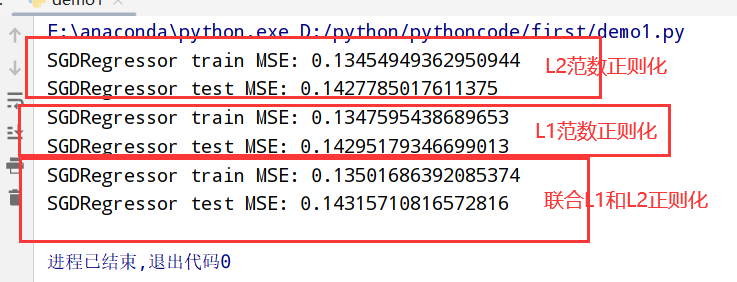 demo1
E:\anaconda\python.exe D:/python/pythoncode/first/demo1.py
SGDRegressor train MSE: 0.13454949362950944
L2范数正则化
SGDRegressor test MSE: 0.1427785017611375
SGDRegressor train MSE: 0.1347595438689653
L1范数正则化
SGDRegressor test MSE: 0.14295179346699013
SGDRegressor train MSE: 0.13501686392085374
联合L1和L2正则化
SGDRegressor test MSE: 0.14315710816572816
进程已结束,退出代码0